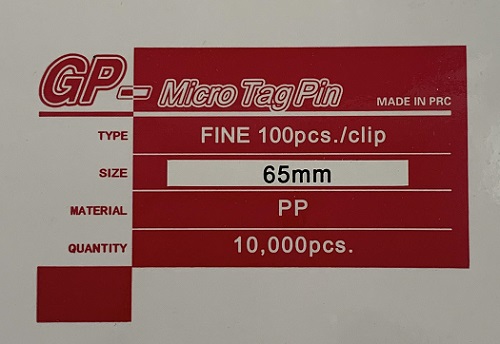 GP- Micro Tag Pin MADE IN PRC
TYPE FINE 100pcs./clip
SIZE 65mm
MATERIAL PP
QUANTITY 10,000pcs.